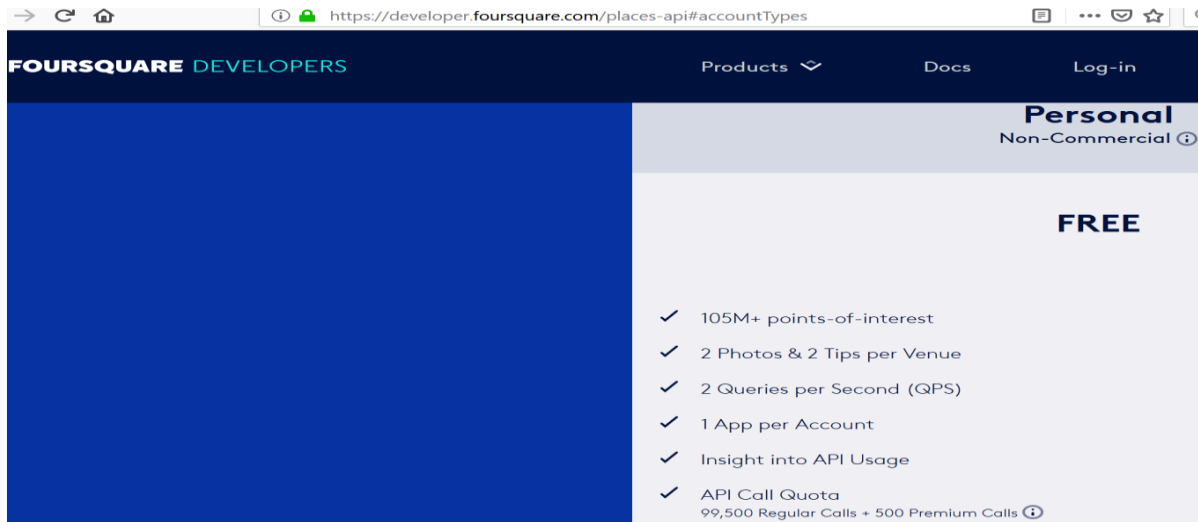 https://developer.foursquare.com/places-api#accountTypes
FOURSQUARE DEVELOPERS
Products
Docs
Log-in
Personal
Non-Commercial
FREE
105M+ points-of-interest
2 Photos & 2 Tips per Venue
2 Queries per Second (QPS)
1 App per Account
Insight into API Usage
API Call Quota
99,500 Regular Calls + 500 Premium Calls